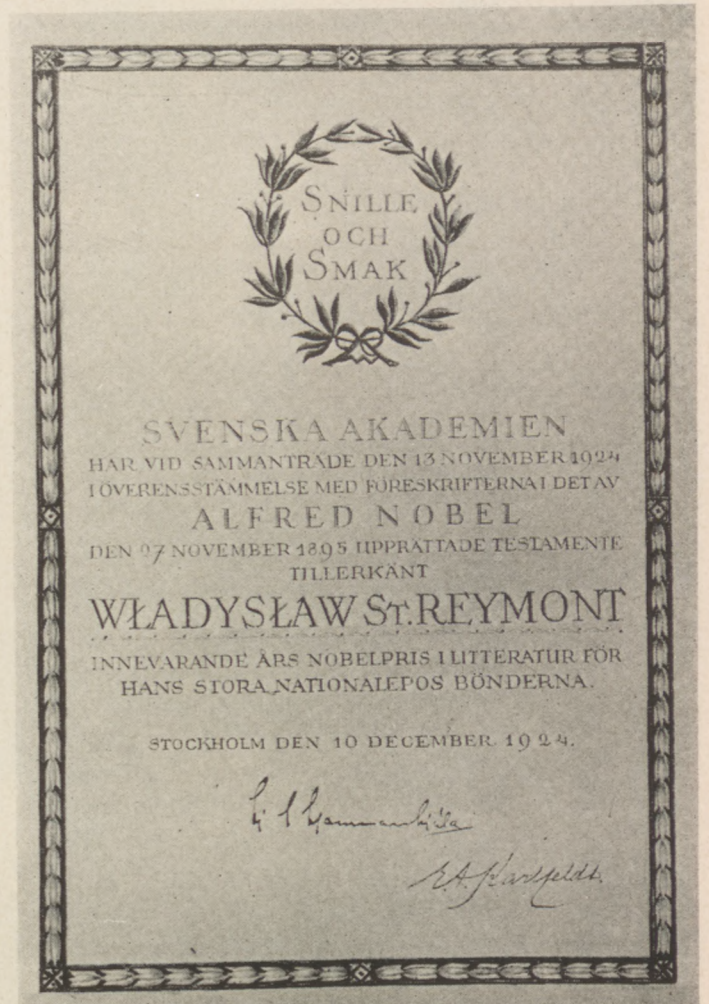 SNILLE
OCH
SMAK
SVENSKA AKADEMIEN
HAR VID SAMMANTRÄDE DEN 13 NOVEMBER 1924
I ÖVERENSSTÄMMELSE MED FÖRESKRIFTERNA I DET AV
ALFRED NOBEL
DEN 27 NOVEMBER 1895 UPPRÄTTADE TESTAMENTE
TILLERKÄNT
WŁADYSŁAW ST. REYMONT
INNEVARANDE ÅRS NOBELPRIS I LITTERATUR FÖR
HANS STORA NATIONALEPOS BÖNDERNA.
STOCKHOLM DEN 10 DECEMBER 1924.
E.A. Karlfeldt.